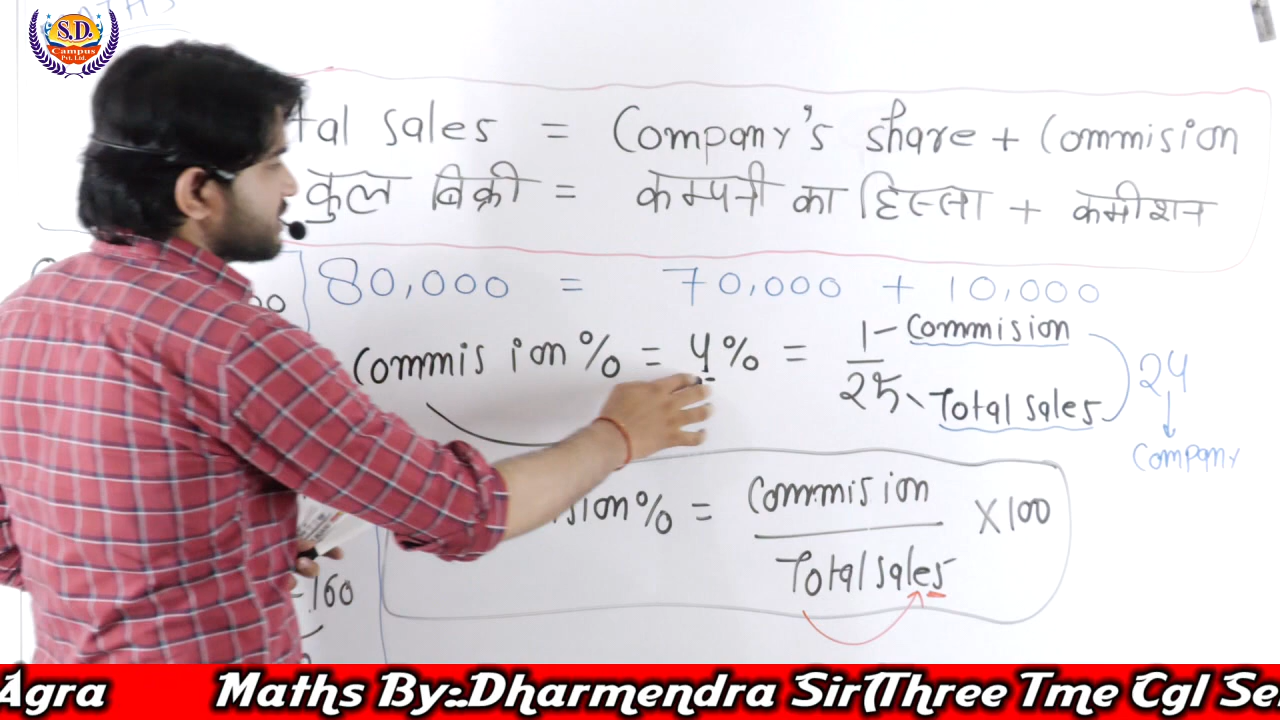 S.D.
Campus
Pvt. Ltd.
tal sales = Company's share + Commision
कुल बिक्री = कम्पनी का हिस्सा + कमीशन
80,000 = 70,000 + 10,000
Commision% = 4% = 1/25
Commision
Total sales
24
Company
sion% = Commision / Total sales × 100
160
Agra Maths By:.Dharmendra Sir(Three Tme Cgl Se